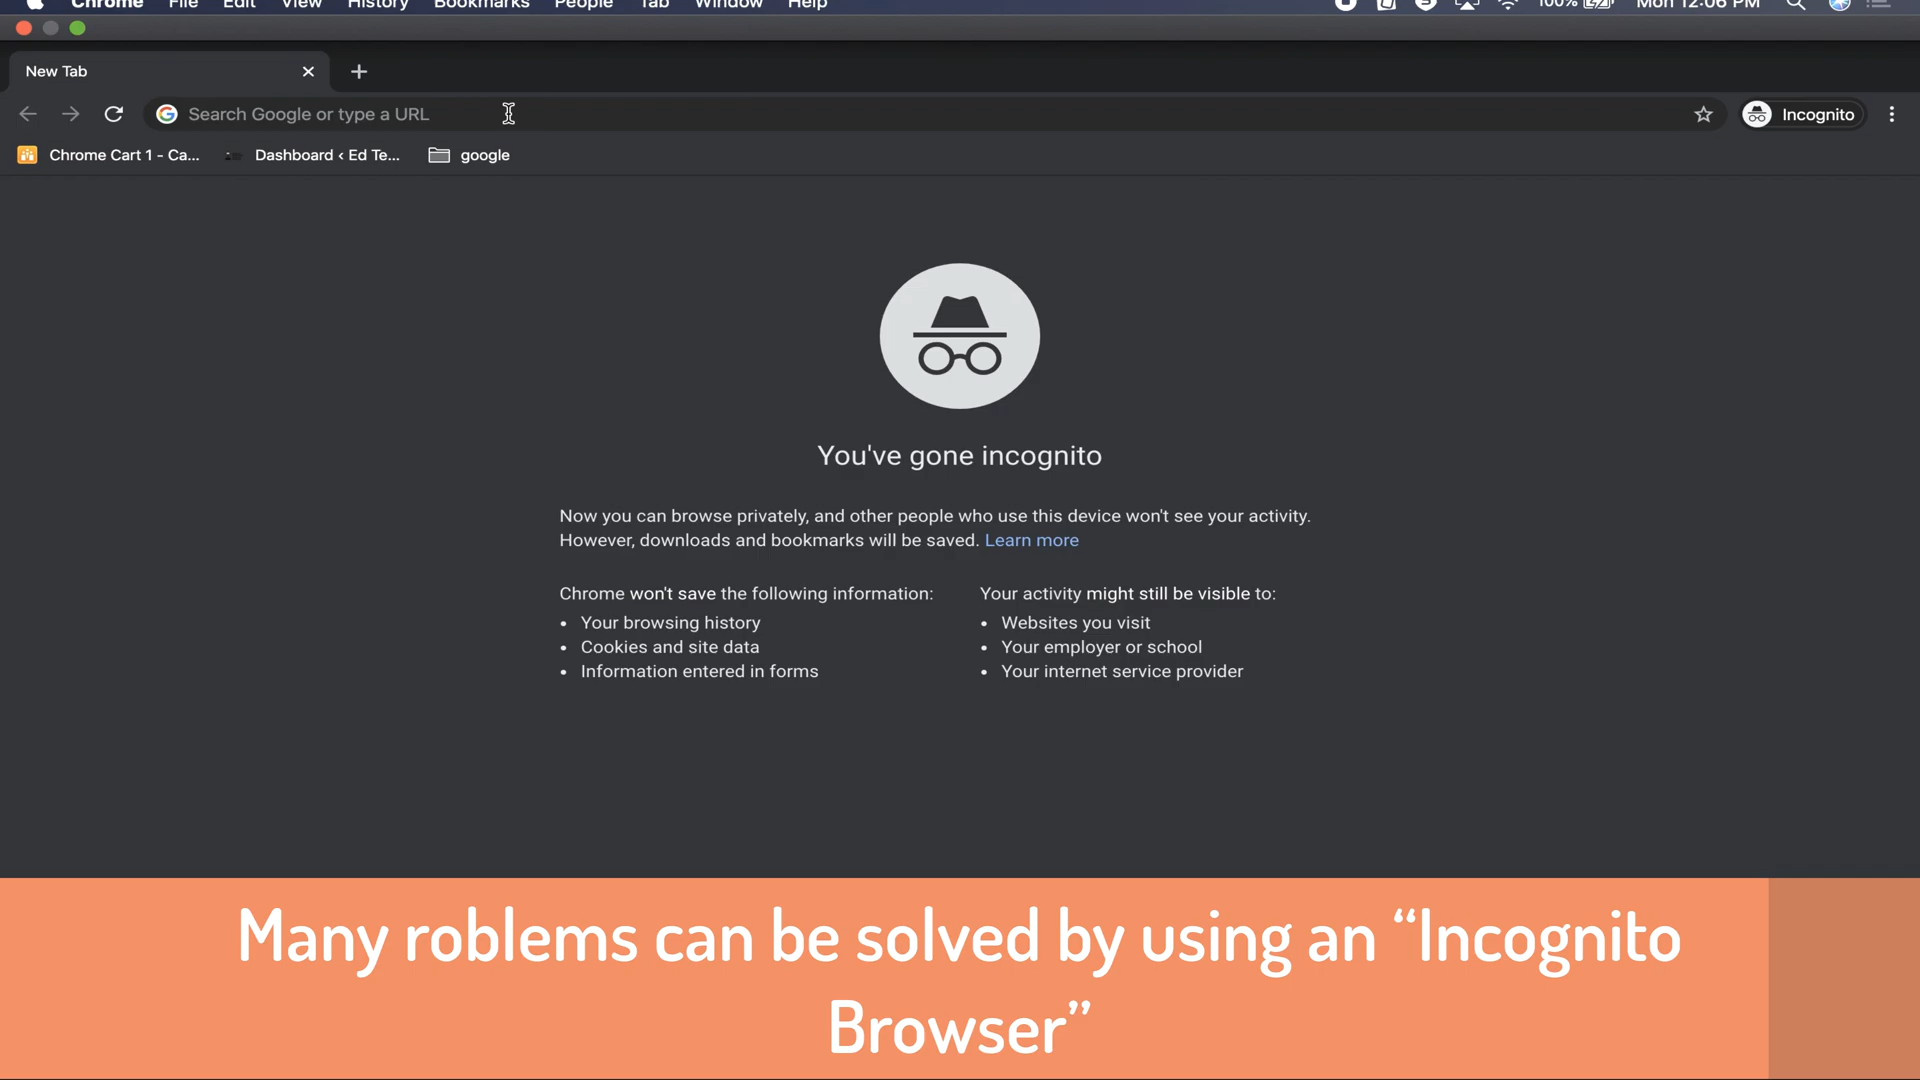 Chrome File Edit View History Bookmarks People Tab Window Help 100% Mon 12:06 PM
New Tab
Search Google or type a URL Incognito
Chrome Cart 1 - Ca... Dashboard ‹ Ed Te... google
You've gone incognito
Now you can browse privately, and other people who use this device won't see your activity.
However, downloads and bookmarks will be saved. Learn more
Chrome won't save the following information:
• Your browsing history
• Cookies and site data
• Information entered in forms
Your activity might still be visible to:
• Websites you visit
• Your employer or school
• Your internet service provider
Many roblems can be solved by using an “Incognito
Browser”